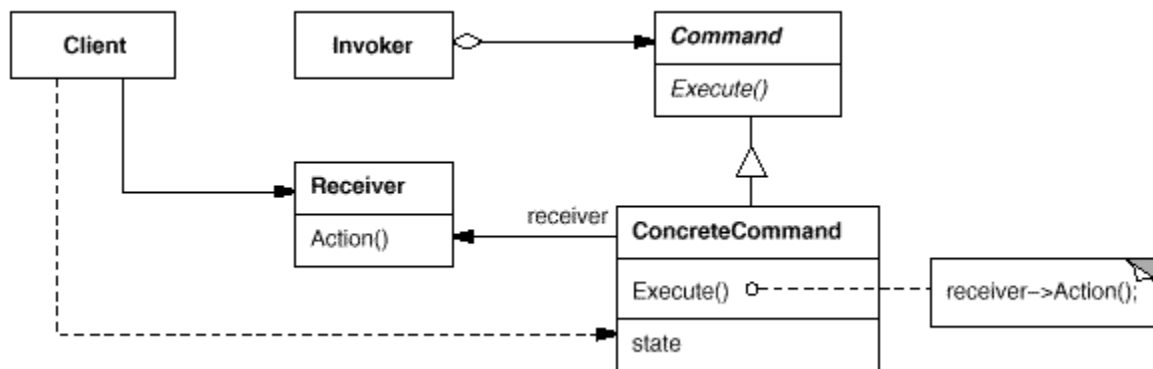 Client
Invoker
Command
Execute()
Receiver
Action()
receiver
ConcreteCommand
Execute()
receiver–>Action();
state